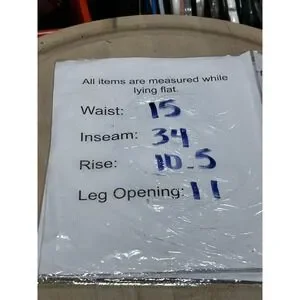 All items are measured while
lying flat.
Waist: 15
Inseam: 34
Rise: 10.5
Leg Opening: 11